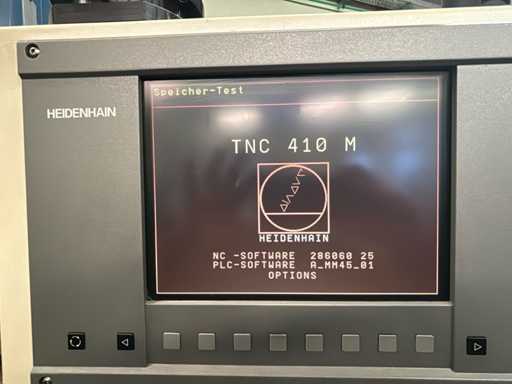 HEIDENHAIN
Speicher-Test
TNC 410 M
HEIDENHAIN
NC -SOFTWARE 286060 25
PLC-SOFTWARE A_MM45_01
OPTIONS